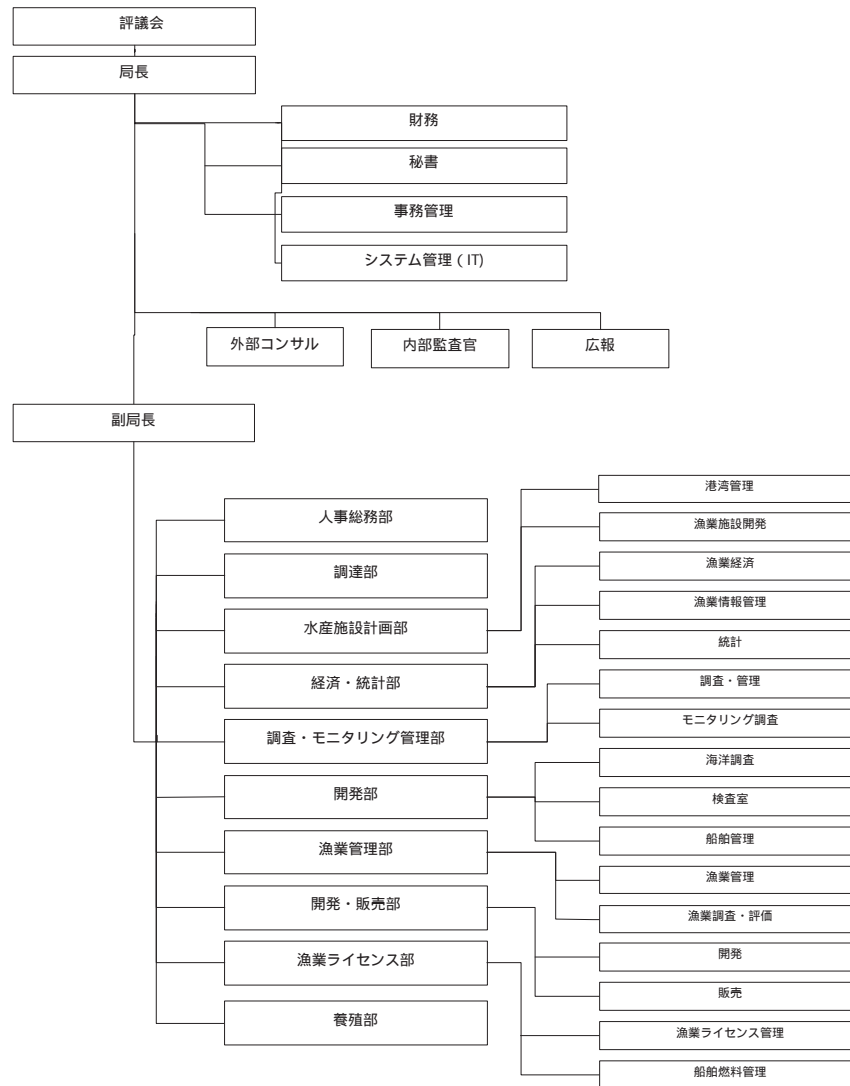 評議会
局長
財務
秘書
事務管理
システム管理 ( IT)
外部コンサル
内部監査官
広報
副局長
人事総務部
調達部
水産施設計画部
経済・統計部
調査・モニタリング管理部
開発部
漁業管理部
開発・販売部
漁業ライセンス部
養殖部
港湾管理
漁業施設開発
漁業経済
漁業情報管理
統計
調査・管理
モニタリング調査
海洋調査
検査室
船舶管理
漁業管理
漁業調査・評価
開発
販売
漁業ライセンス管理
船舶燃料管理